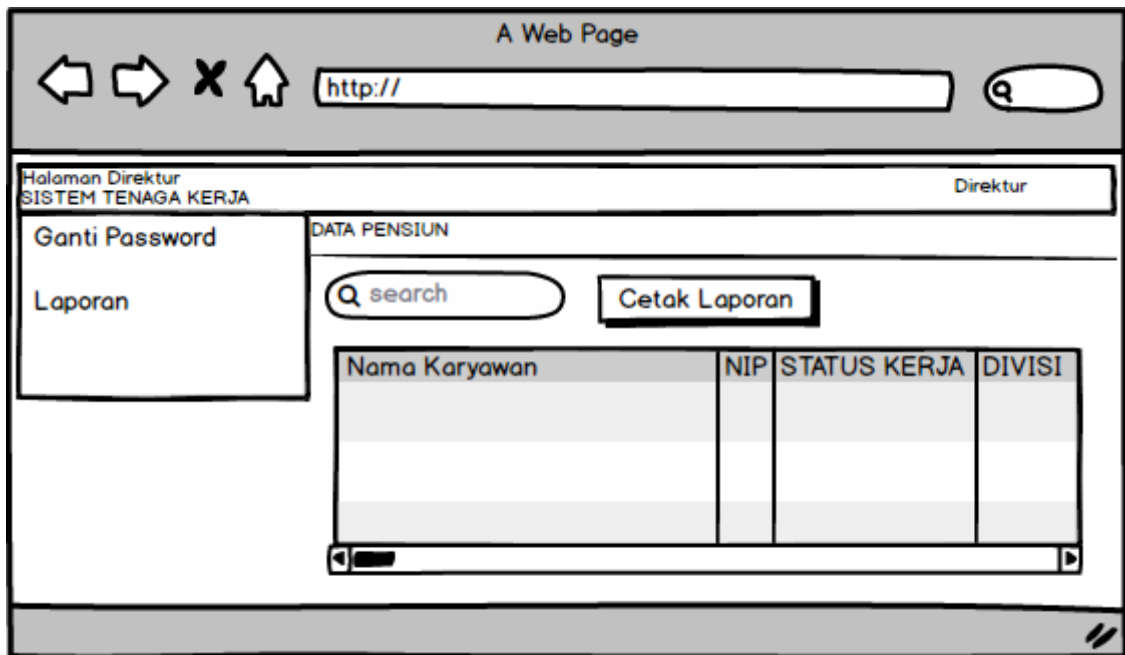 A Web Page
http://
Halaman Direktur
SISTEM TENAGA KERJA
Direktur
Ganti Password
Laporan
DATA PENSIUN
search
Cetak Laporan
Nama Karyawan NIP STATUS KERJA DIVISI